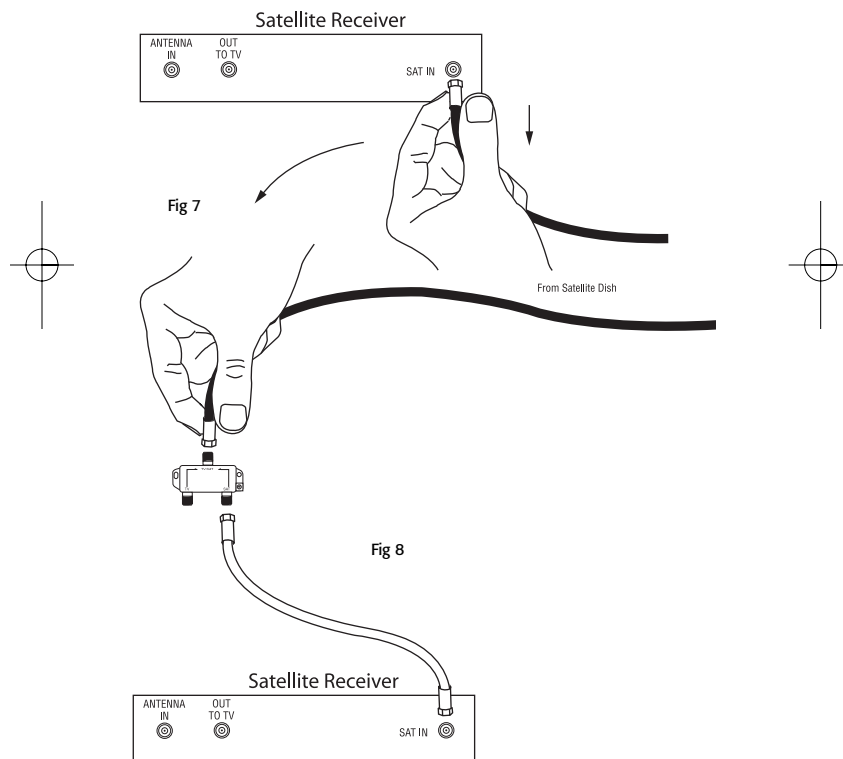 Satellite Receiver
ANTENNA
IN
OUT
TO TV
SAT IN
Fig 7
From Satellite Dish
Fig 8
Satellite Receiver
ANTENNA
IN
OUT
TO TV
SAT IN